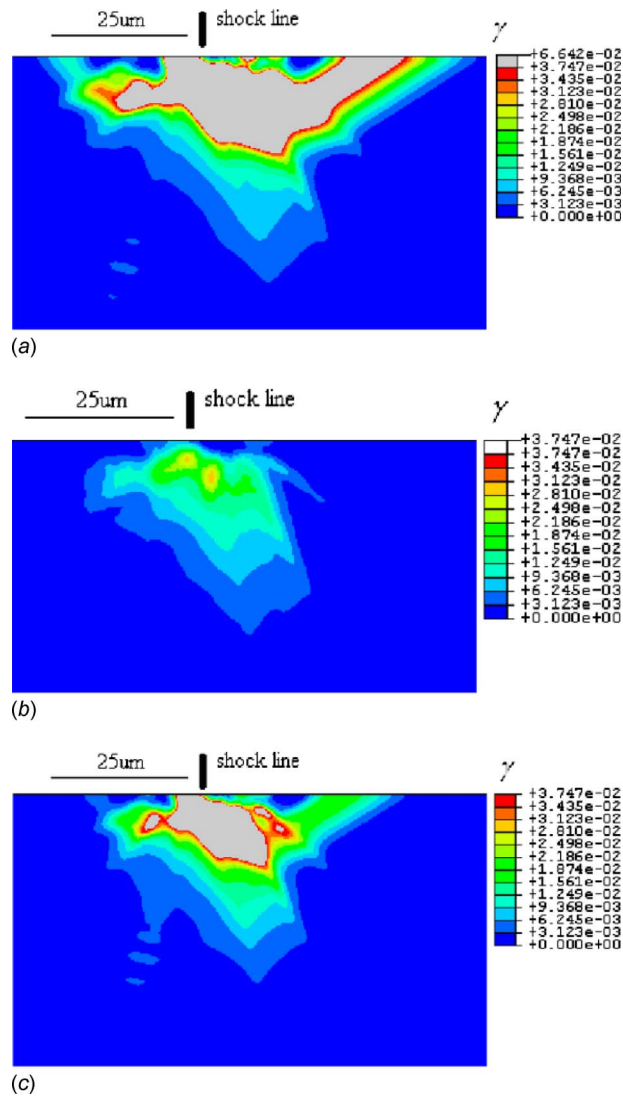 25um shock line γ
+6.642e-02
+3.747e-02
+3.435e-02
+3.123e-02
+2.810e-02
+2.498e-02
+2.186e-02
+1.874e-02
+1.561e-02
+1.249e-02
+9.368e-03
+6.245e-03
+3.123e-03
+0.000e+00
(a)
25um shock line γ
+3.747e-02
+3.747e-02
+3.435e-02
+3.123e-02
+2.810e-02
+2.498e-02
+2.186e-02
+1.874e-02
+1.561e-02
+1.249e-02
+9.368e-03
+6.245e-03
+3.123e-03
+0.000e+00
(b)
25um shock line γ
+3.747e-02
+3.435e-02
+3.123e-02
+2.810e-02
+2.498e-02
+2.186e-02
+1.874e-02
+1.561e-02
+1.249e-02
+9.368e-03
+6.245e-03
+3.123e-03
+0.000e+00
(c)